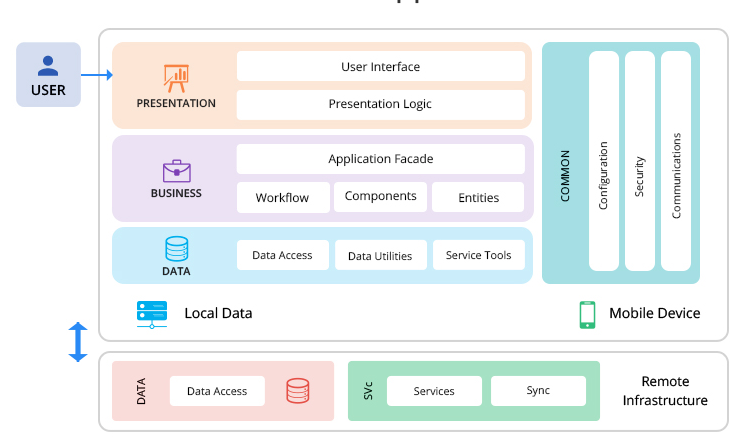 USER
PRESENTATION
User Interface
Presentation Logic
BUSINESS
Application Facade
Workflow
Components
Entities
DATA
Data Access
Data Utilities
Service Tools
COMMON
Configuration
Security
Communications
Local Data
Mobile Device
DATA
Data Access
SVc
Services
Sync
Remote
Infrastructure